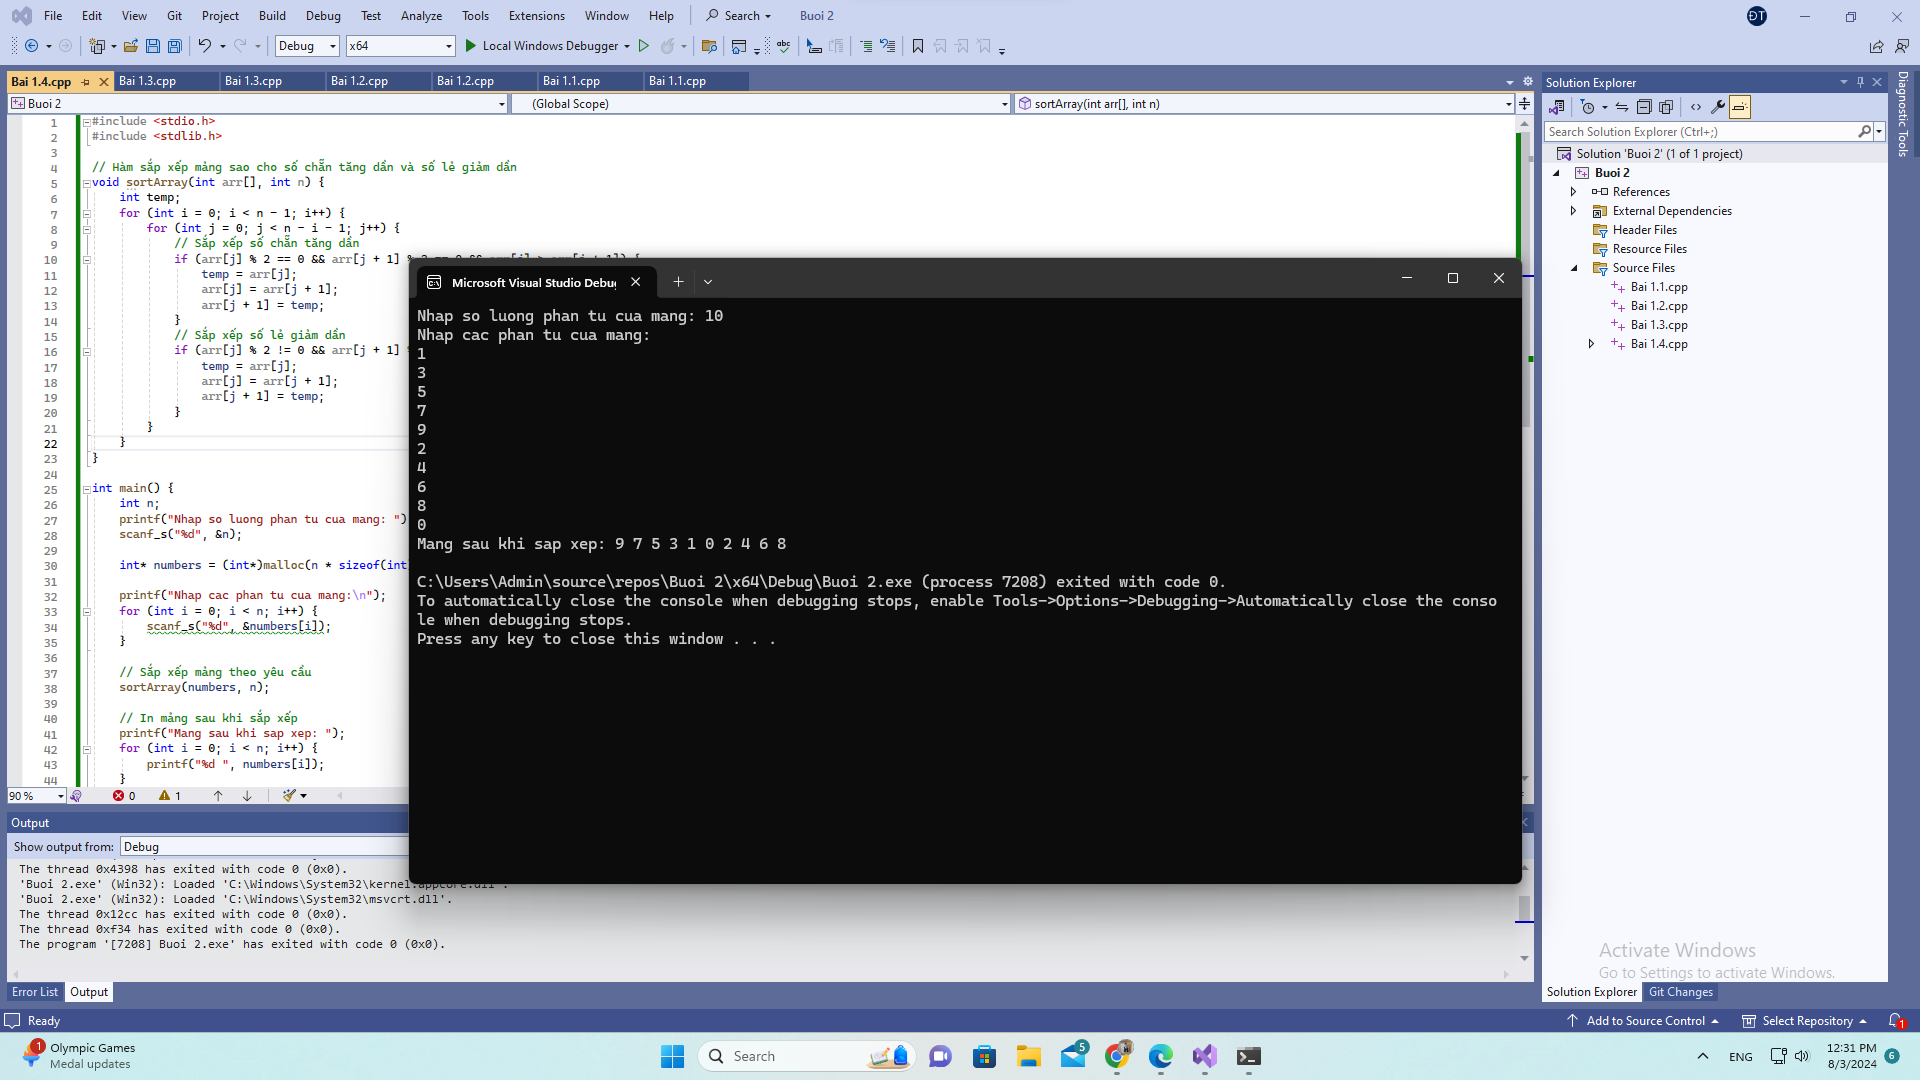 File Edit View Git Project Build Debug Test Analyze Tools Extensions Window Help Search Buoi 2 ĐT
Debug x64 Local Windows Debugger
Bai 1.4.cpp Bai 1.3.cpp Bai 1.3.cpp Bai 1.2.cpp Bai 1.2.cpp Bai 1.1.cpp Bai 1.1.cpp
Buoi 2 (Global Scope) sortArray(int arr[], int n)
1 #include <stdio.h>
2 #include <stdlib.h>
3
4 // Hàm sắp xếp mảng sao cho số chẵn tăng dần và số lẻ giảm dần
5 void sortArray(int arr[], int n) {
6 int temp;
7 for (int i = 0; i < n - 1; i++) {
8 for (int j = 0; j < n - i - 1; j++) {
9 // Sắp xếp số chẵn tăng dần
10 if (arr[j] % 2 == 0 && arr[j + 1] % 2 == 0 && arr[j] > arr[j + 1]) {
11 temp = arr[j];
12 arr[j] = arr[j + 1];
13 arr[j + 1] = temp;
14 }
15 // Sắp xếp số lẻ giảm dần
16 if (arr[j] % 2 != 0 && arr[j + 1]
17 temp = arr[j];
18 arr[j] = arr[j + 1];
19 arr[j + 1] = temp;
20 }
21 }
22 }
23 }
24
25 int main() {
26 int n;
27 printf("Nhap so luong phan tu cua mang: ")
28 scanf_s("%d", &n);
29
30 int* numbers = (int*)malloc(n * sizeof(int
31
32 printf("Nhap cac phan tu cua mang:\n");
33 for (int i = 0; i < n; i++) {
34 scanf_s("%d", &numbers[i]);
35 }
36
37 // Sắp xếp mảng theo yêu cầu
38 sortArray(numbers, n);
39
40 // In mảng sau khi sắp xếp
41 printf("Mang sau khi sap xep: ");
42 for (int i = 0; i < n; i++) {
43 printf("%d ", numbers[i]);
44 }
90 % 0 1
Microsoft Visual Studio Debug
Nhap so luong phan tu cua mang: 10
Nhap cac phan tu cua mang:
1
3
5
7
9
2
4
6
8
0
Mang sau khi sap xep: 9 7 5 3 1 0 2 4 6 8
C:\Users\Admin\source\repos\Buoi 2\x64\Debug\Buoi 2.exe (process 7208) exited with code 0.
To automatically close the console when debugging stops, enable Tools->Options->Debugging->Automatically close the conso
le when debugging stops.
Press any key to close this window . . .
Output
Show output from: Debug
The thread 0x4398 has exited with code 0 (0x0).
'Buoi 2.exe' (Win32): Loaded 'C:\Windows\System32\kernel.appcore.dll'.
'Buoi 2.exe' (Win32): Loaded 'C:\Windows\System32\msvcrt.dll'.
The thread 0x12cc has exited with code 0 (0x0).
The thread 0xf34 has exited with code 0 (0x0).
The program '[7208] Buoi 2.exe' has exited with code 0 (0x0).
Error List Output
Solution Explorer
Search Solution Explorer (Ctrl+;)
Solution 'Buoi 2' (1 of 1 project)
Buoi 2
References
External Dependencies
Header Files
Resource Files
Source Files
Bai 1.1.cpp
Bai 1.2.cpp
Bai 1.3.cpp
Bai 1.4.cpp
Diagnostic Tools
Activate Windows
Go to Settings to activate Windows.
Solution Explorer Git Changes
Ready Add to Source Control Select Repository 1
1 Olympic Games
Medal updates
Search
5
ENG
12:31 PM
8/3/2024
6